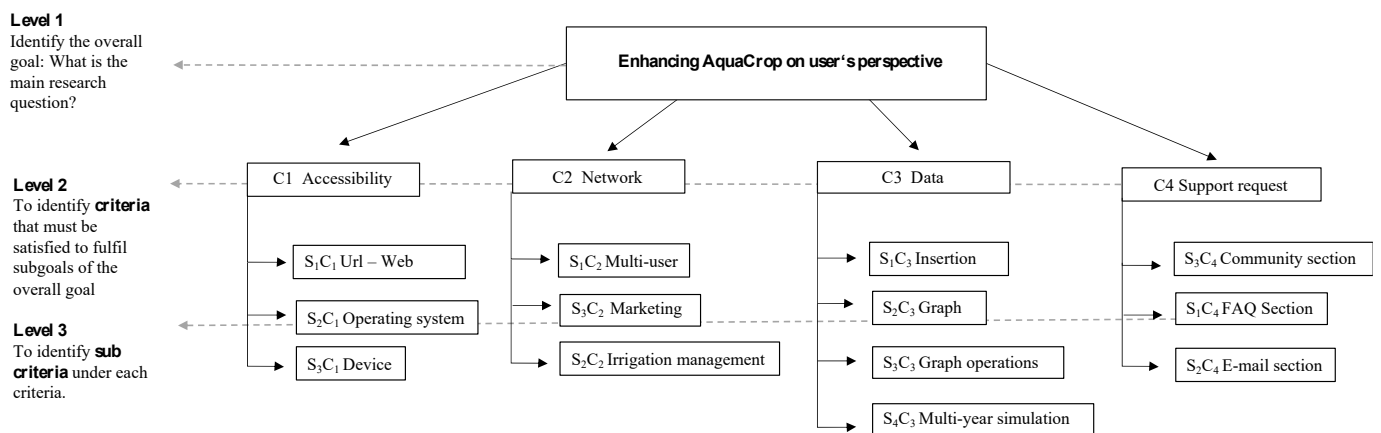 Level 1
Identify the overall
goal: What is the
main research
question?
Enhancing AquaCrop on user‘s perspective
Level 2
To identify criteria
that must be
satisfied to fulfil
subgoals of the
overall goal
Level 3
To identify sub
criteria under each
criteria.
C1 Accessibility
S₁C₁ Url – Web
S₂C₁ Operating system
S₃C₁ Device
C2 Network
S₁C₂ Multi-user
S₃C₂ Marketing
S₂C₂ Irrigation management
C3 Data
S₁C₃ Insertion
S₂C₃ Graph
S₃C₃ Graph operations
S₄C₃ Multi-year simulation
C4 Support request
S₃C₄ Community section
S₁C₄ FAQ Section
S₂C₄ E-mail section